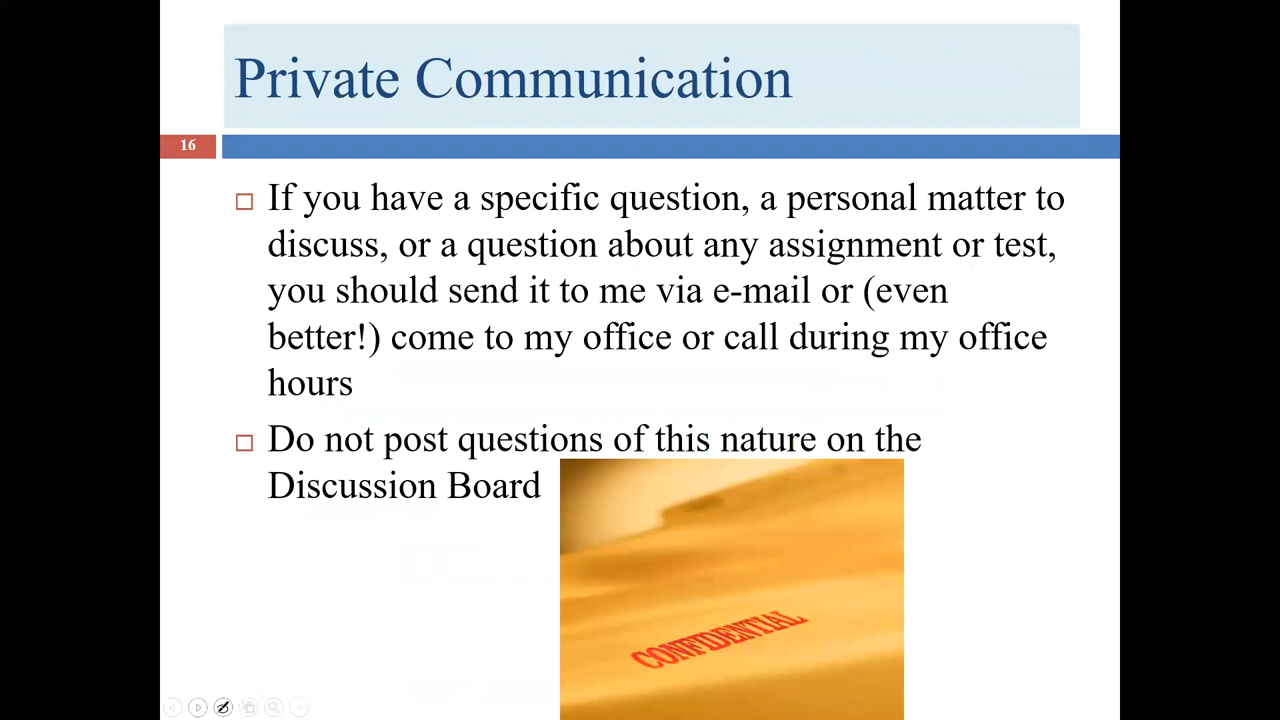 Private Communication
16
If you have a specific question, a personal matter to
discuss, or a question about any assignment or test,
you should send it to me via e-mail or (even
better!) come to my office or call during my office
hours
Do not post questions of this nature on the
Discussion Board
CONFIDENTIAL